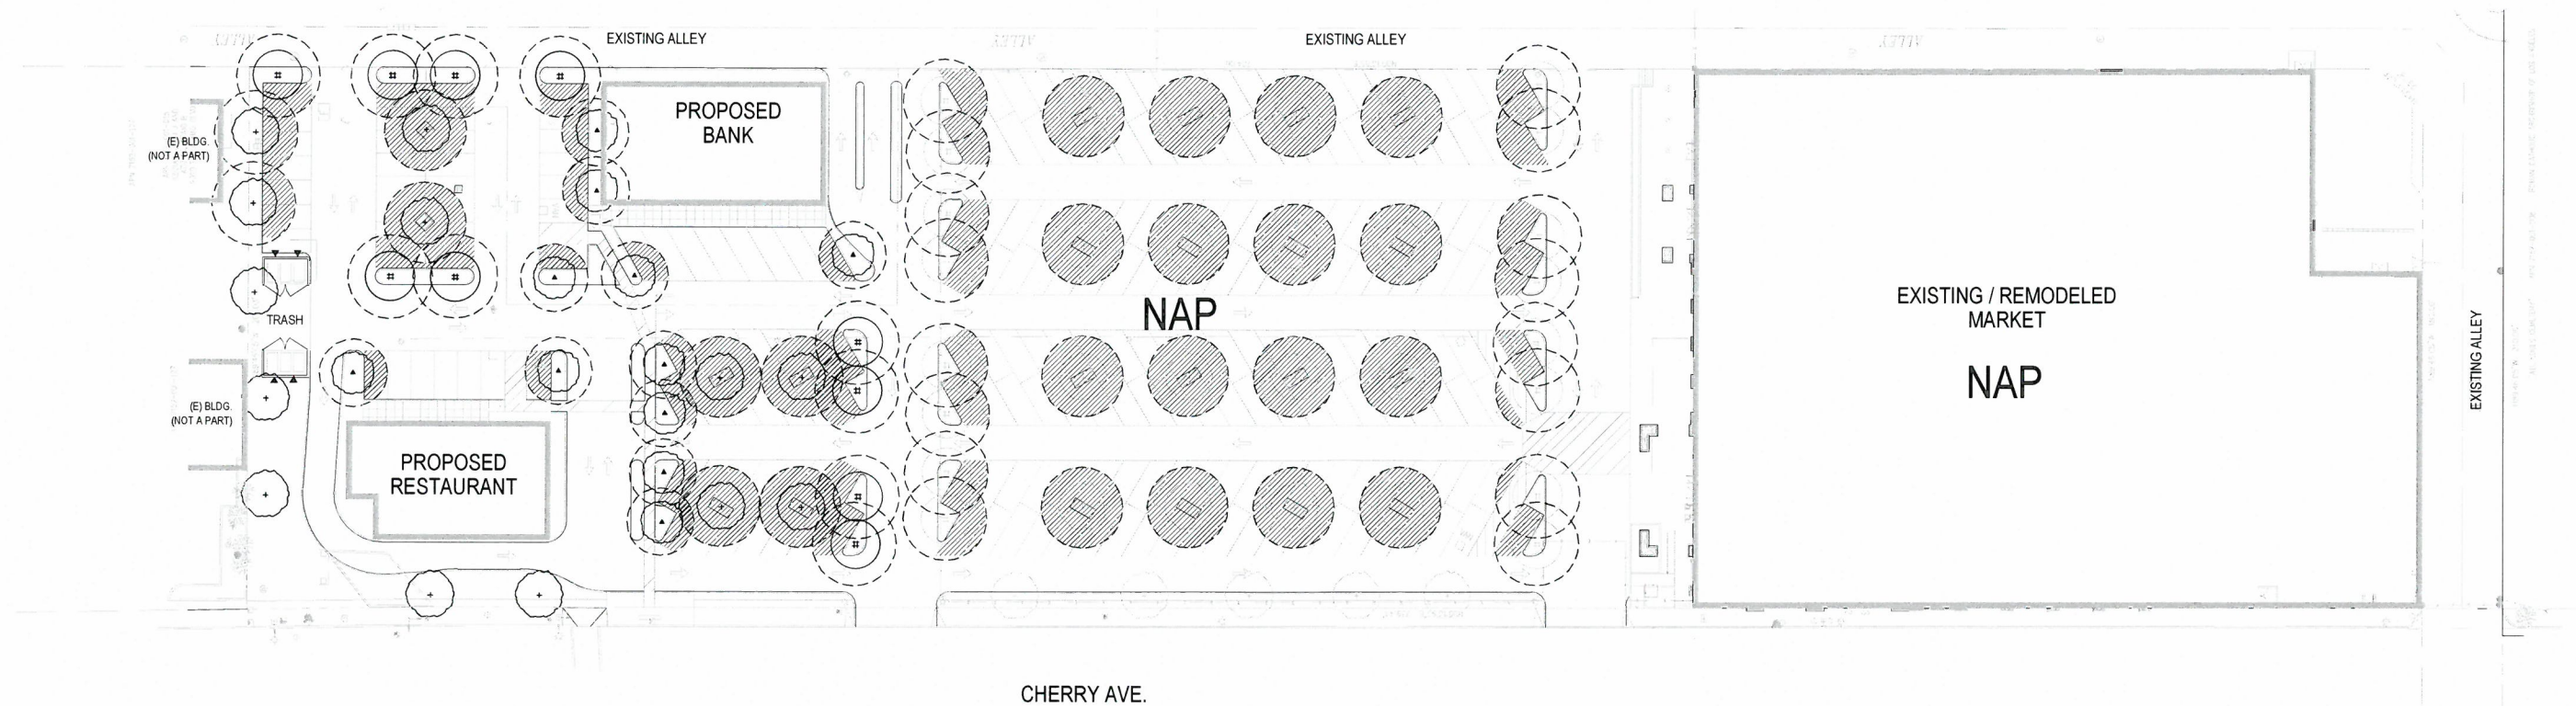 EXISTING ALLEY
EXISTING ALLEY
PROPOSED
BANK
(E) BLDG.
(NOT A PART)
TRASH
NAP
EXISTING / REMODELED
MARKET
NAP
EXISTING ALLEY
(E) BLDG.
(NOT A PART)
PROPOSED
RESTAURANT
CHERRY AVE.